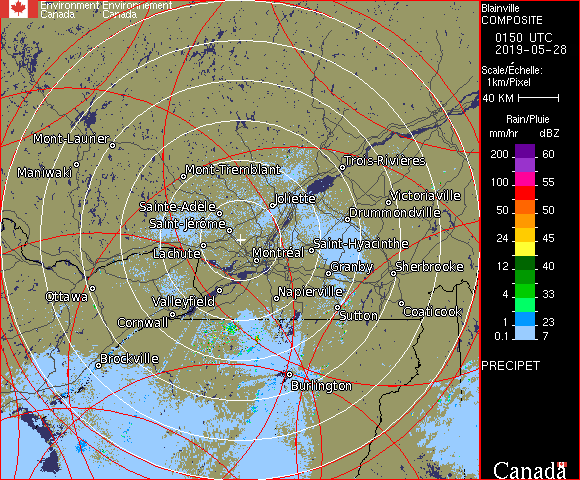 Environment Environnement
Canada Canada
Mont-Laurier
Maniwaki
Mont-Tremblant
Trois-Rivières
Joliette
Victoriaville
Sainte-Adèle
Drummondville
Saint-Jérôme
Saint-Hyacinthe
Lachute
Montréal
Granby
Sherbrooke
Ottawa
Valleyfield
Napierville
Cornwall
Sutton
Coaticook
Brockville
Burlington
Blainville
COMPOSITE
0150 UTC
2019-05-28
Scale/Échelle:
1km/Pixel
40 KM
Rain/Pluie
mm/hr dBZ
200 60
100 55
50 50
24 45
12 40
4 33
1 23
0.1 7
PRECIPET
Canada